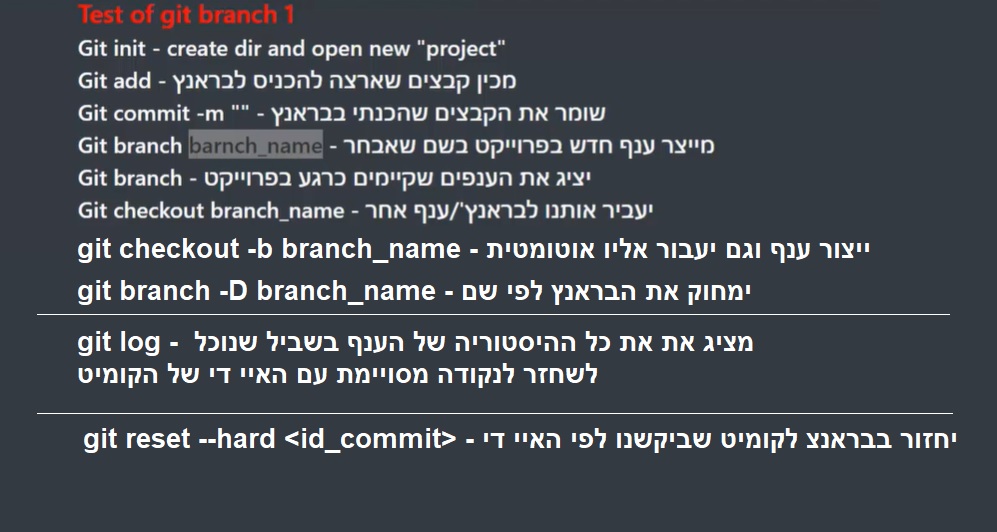 Test of git branch 1
Git init - create dir and open new "project"
Git add - מכין קבצים שארצה להכניס לבראנץ
Git commit -m "" - שומר את הקבצים שהכנתי בבראנץ
Git branch barnch_name - מייצר ענף חדש בפרוייקט בשם שאבחר
Git branch - יציג את הענפים שקיימים כרגע בפרוייקט
Git checkout branch_name - יעביר אותנו לבראנץ'/ענף אחר
git checkout -b branch_name - ייצור ענף וגם יעבור אליו אוטומטית
git branch -D branch_name - ימחוק את הבראנץ לפי שם
git log - מציג את את כל ההיסטוריה של הענף בשביל שנוכל
לשחזר לנקודה מסויימת עם האיי די של הקומיט
git reset --hard <id_commit> - יחזור בבראנצ לקומיט שביקשנו לפי האיי די